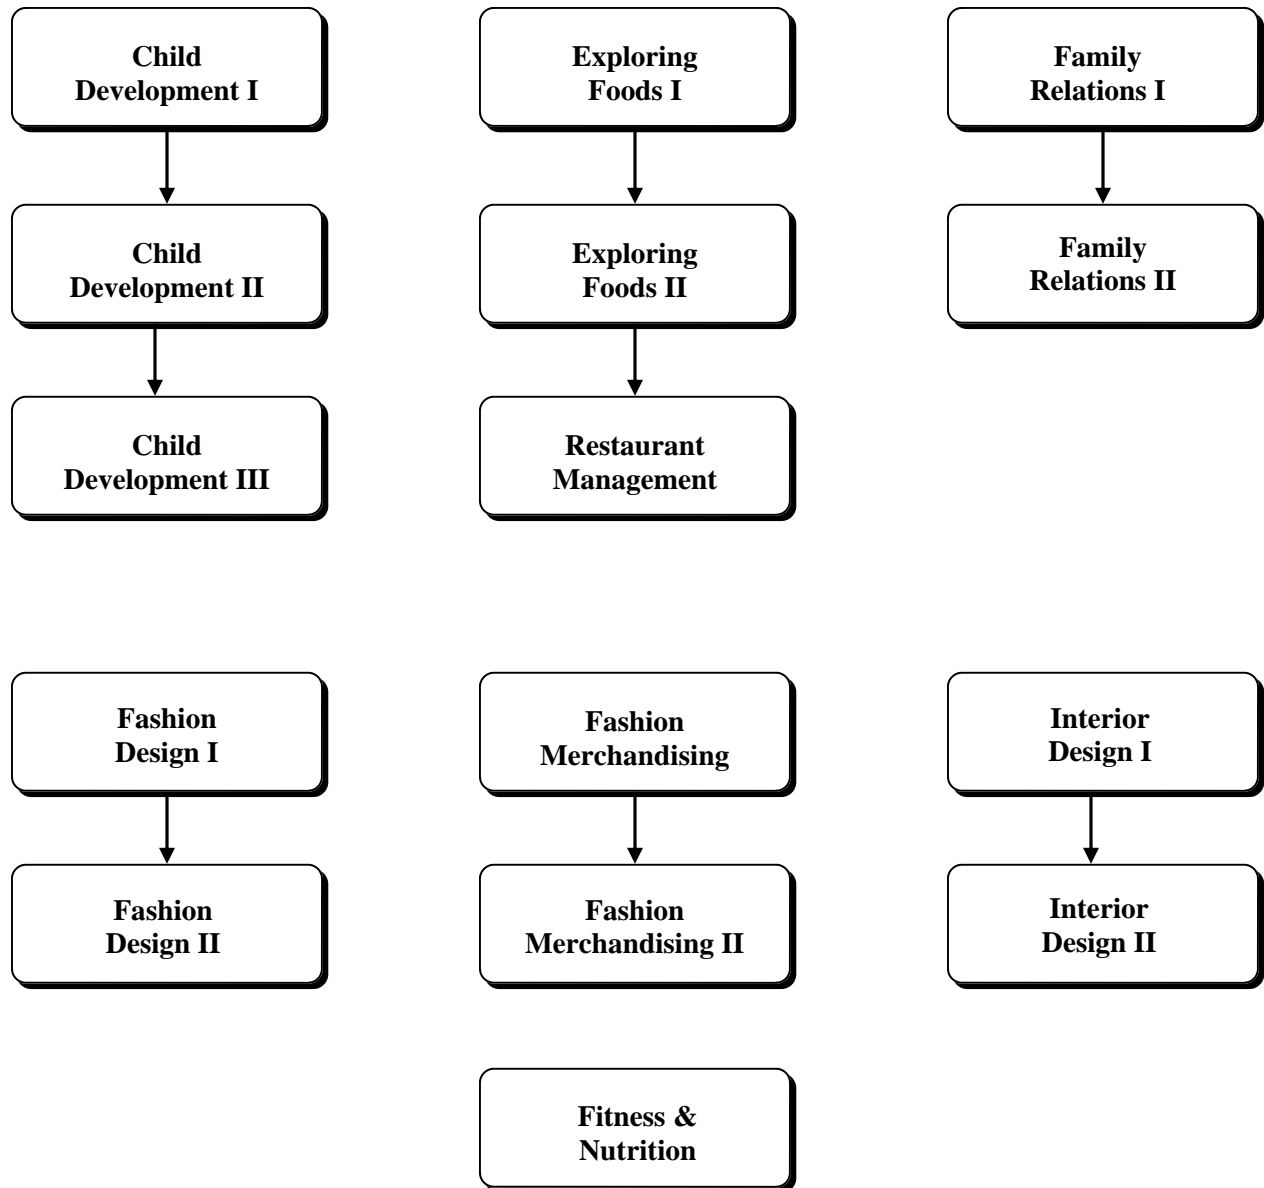 Child
Development I
Exploring
Foods I
Family
Relations I
Child
Development II
Exploring
Foods II
Family
Relations II
Child
Development III
Restaurant
Management
Fashion
Design I
Fashion
Merchandising
Interior
Design I
Fashion
Design II
Fashion
Merchandising II
Interior
Design II
Fitness &
Nutrition